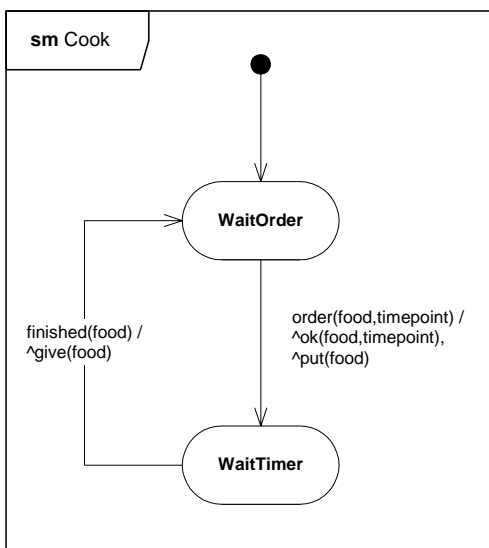 sm Cook
WaitOrder
finished(food) /
^give(food)
order(food,timepoint) /
^ok(food,timepoint),
^put(food)
WaitTimer